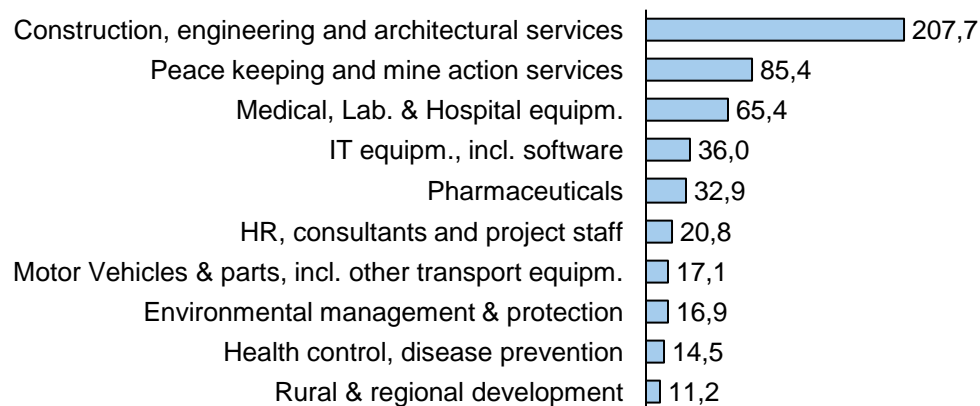 Construction, engineering and architectural services 207,7
Peace keeping and mine action services 85,4
Medical, Lab. & Hospital equipm. 65,4
IT equipm., incl. software 36,0
Pharmaceuticals 32,9
HR, consultants and project staff 20,8
Motor Vehicles & parts, incl. other transport equipm. 17,1
Environmental management & protection 16,9
Health control, disease prevention 14,5
Rural & regional development 11,2